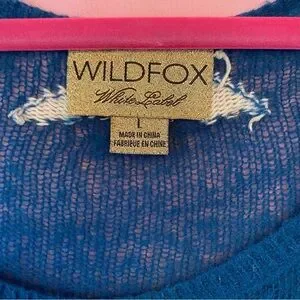 WILDFOX
White Label
L
MADE IN CHINA
FABRIQUÉ EN CHINE